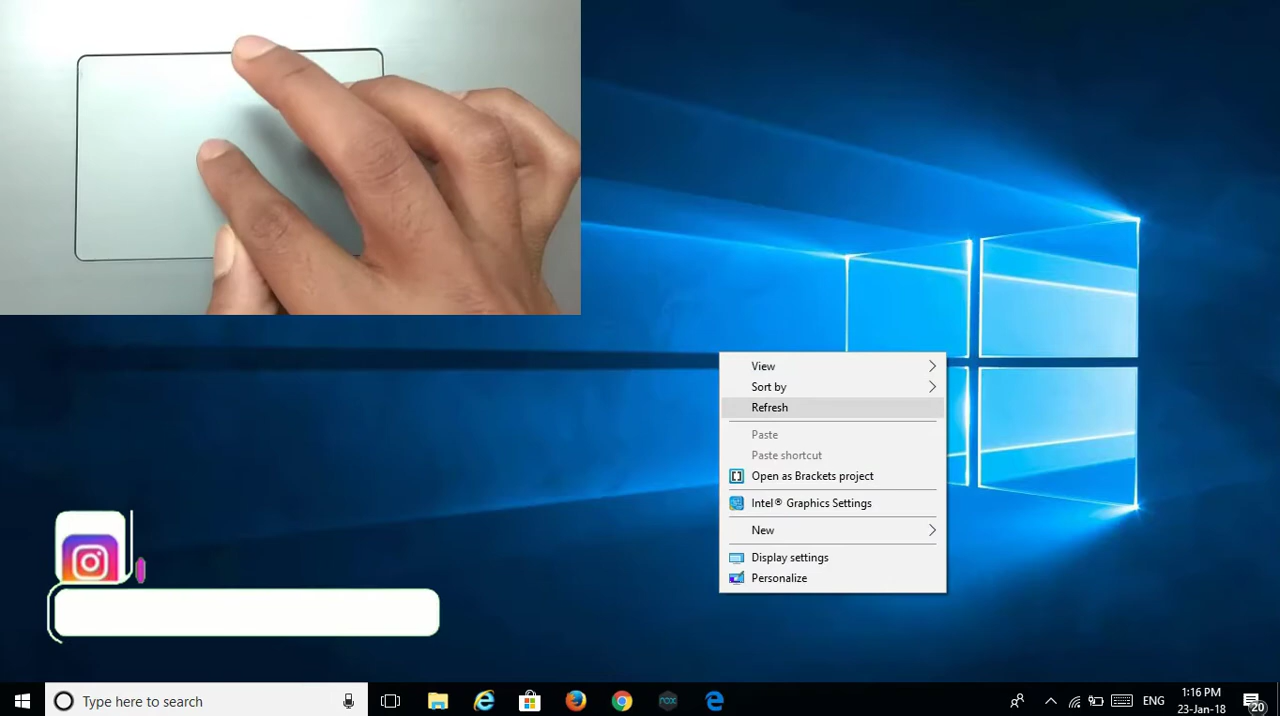 View
Sort by
Refresh
Paste
Paste shortcut
Open as Brackets project
Intel® Graphics Settings
New
Display settings
Personalize
Type here to search
nox
ENG
1:16 PM
23-Jan-18
20